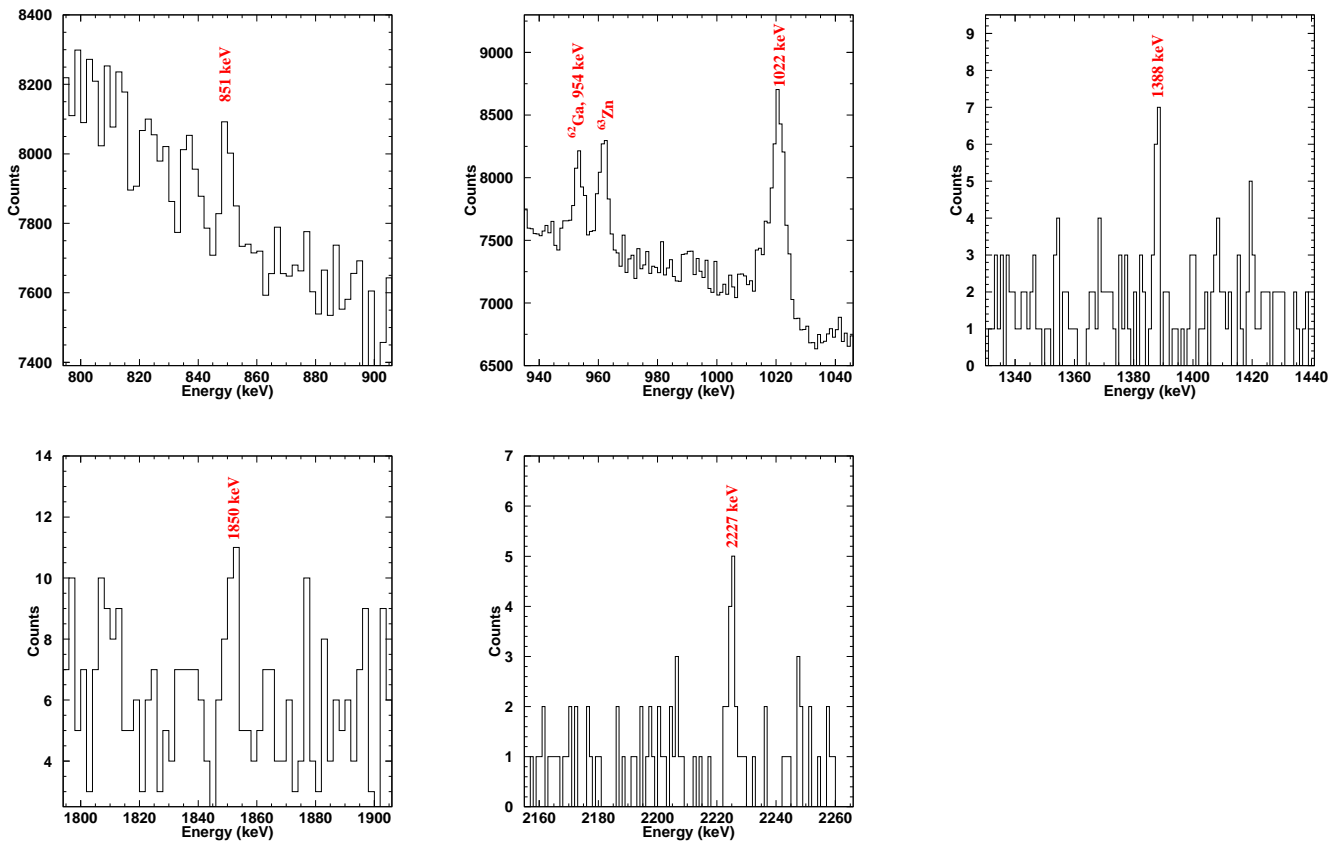 8400
8200
8000
7800
7600
7400
Counts
851 keV
800 820 840 860 880 900
Energy (keV)
9000
8500
8000
7500
7000
6500
Counts
62Ga, 954 keV
63Zn
1022 keV
940 960 980 1000 1020 1040
Energy (keV)
9
8
7
6
5
4
3
2
1
0
Counts
1388 keV
1340 1360 1380 1400 1420 1440
Energy (keV)
14
12
10
8
6
4
Counts
1850 keV
1800 1820 1840 1860 1880 1900
Energy (keV)
7
6
5
4
3
2
1
0
Counts
2227 keV
2160 2180 2200 2220 2240 2260
Energy (keV)